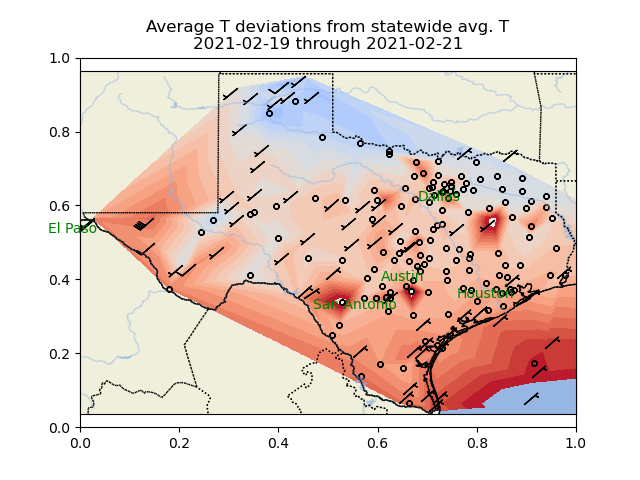 Average T deviations from statewide avg. T
2021-02-19 through 2021-02-21
1.0
0.8
0.6
0.4
0.2
0.0
El Paso
Dallas
Austin
San Antonio
Houston
0.0 0.2 0.4 0.6 0.8 1.0